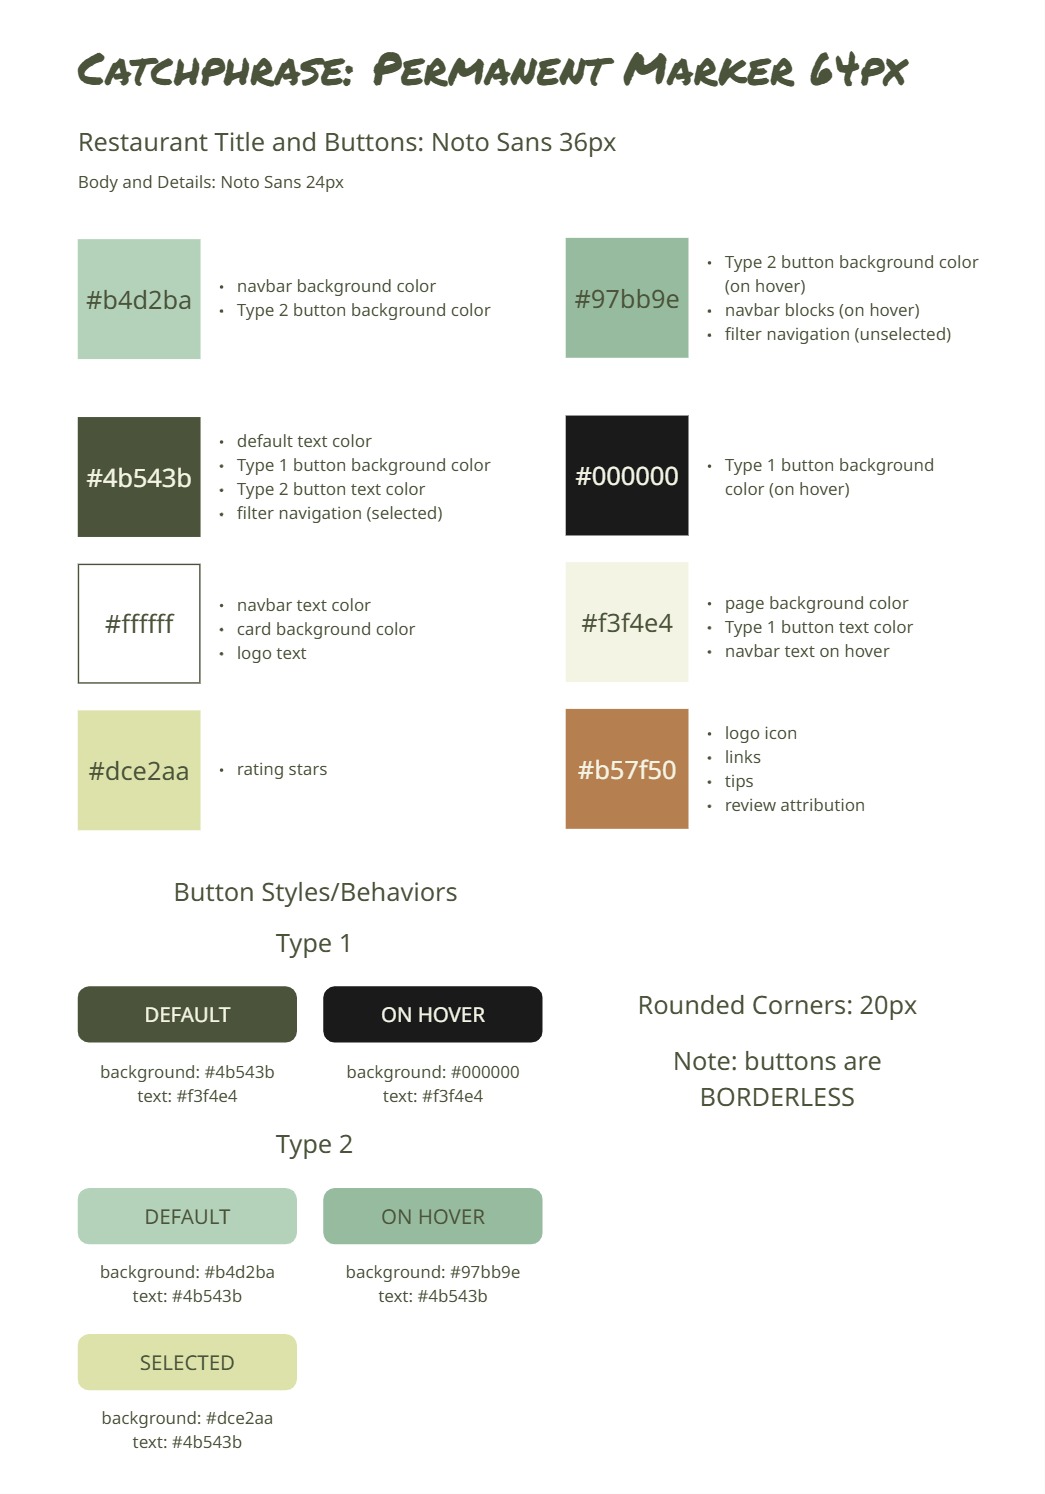 Catchphrase: Permanent Marker 64px
Restaurant Title and Buttons: Noto Sans 36px
Body and Details: Noto Sans 24px
#b4d2ba
• navbar background color
• Type 2 button background color
#97bb9e
• Type 2 button background color
(on hover)
• navbar blocks (on hover)
• filter navigation (unselected)
#4b543b
• default text color
• Type 1 button background color
• Type 2 button text color
• filter navigation (selected)
#000000
• Type 1 button background
color (on hover)
#ffffff
• navbar text color
• card background color
• logo text
#f3f4e4
• page background color
• Type 1 button text color
• navbar text on hover
#dce2aa
• rating stars
#b57f50
• logo icon
• links
• tips
• review attribution
Button Styles/Behaviors
Type 1
DEFAULT
ON HOVER
background: #4b543b
text: #f3f4e4
background: #000000
text: #f3f4e4
Rounded Corners: 20px
Note: buttons are
BORDERLESS
Type 2
DEFAULT
ON HOVER
background: #b4d2ba
text: #4b543b
background: #97bb9e
text: #4b543b
SELECTED
background: #dce2aa
text: #4b543b